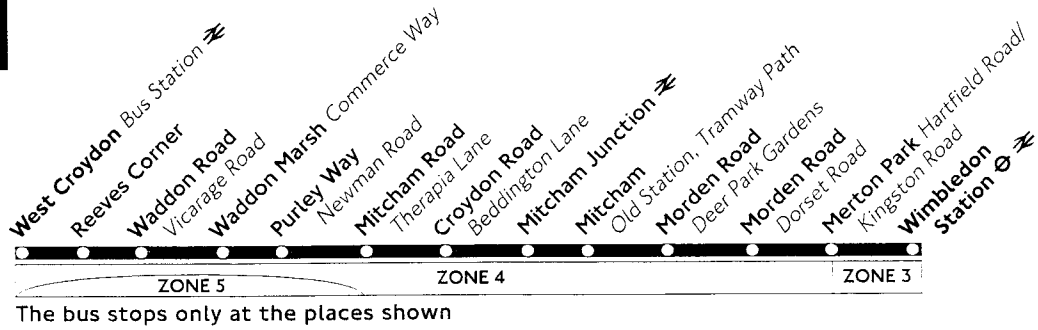 West Croydon Bus Station
Reeves Corner
Waddon Road
Vicarage Road
Waddon Marsh Commerce Way
Purley Way
Newman Road
Mitcham Road
Therapia Lane
Croydon Road
Beddington Lane
Mitcham Junction
Mitcham
Old Station, Tramway Path
Morden Road
Deer Park Gardens
Morden Road
Dorset Road
Merton Park Hartfield Road/
Kingston Road
Wimbledon
Station
ZONE 5
ZONE 4
ZONE 3
The bus stops only at the places shown